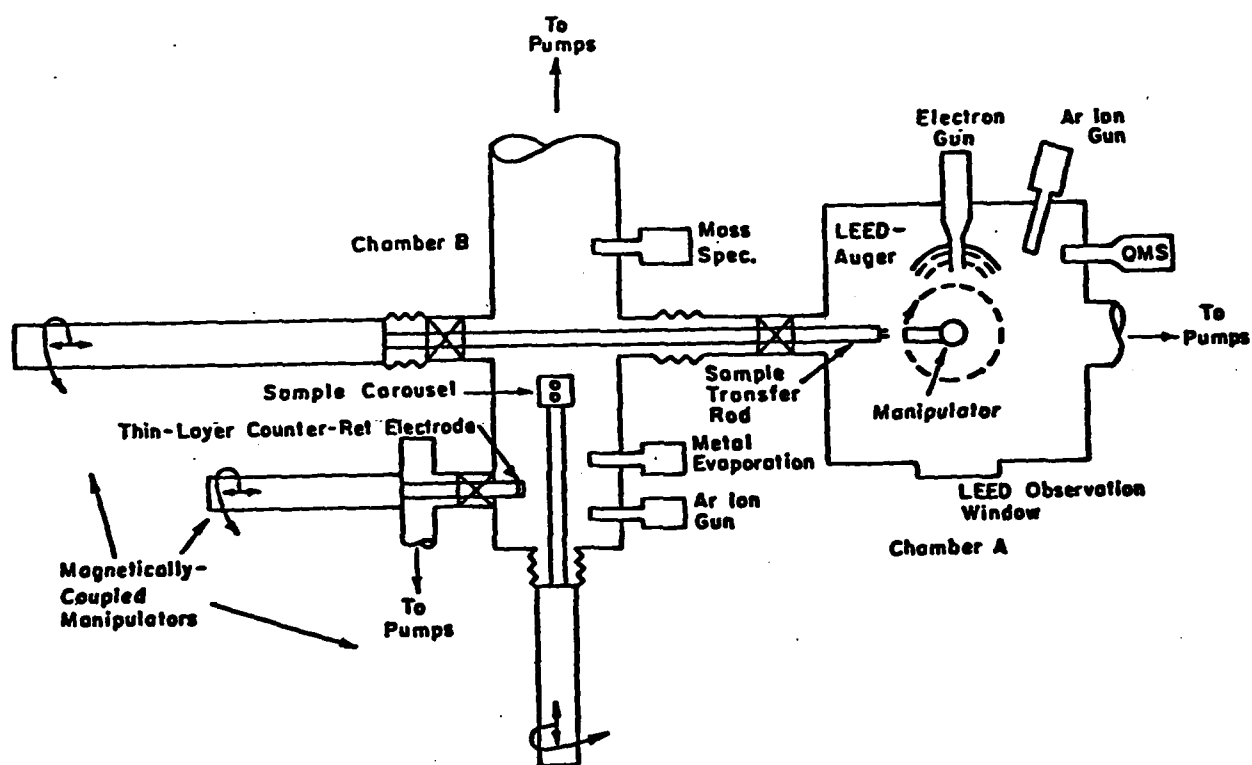 To
Pumps
Electron
Gun
Ar Ion
Gun
Chamber B
Mass
Spec.
LEED-
Auger
QMS
To
Pumps
Sample Carousel
Sample
Transfer
Rod
Manipulator
Thin-Layer Counter-Ref Electrode
Metal
Evaporation
Ar Ion
Gun
LEED Observation
Window
Chamber A
Magnetically-
Coupled
Manipulators
To
Pumps